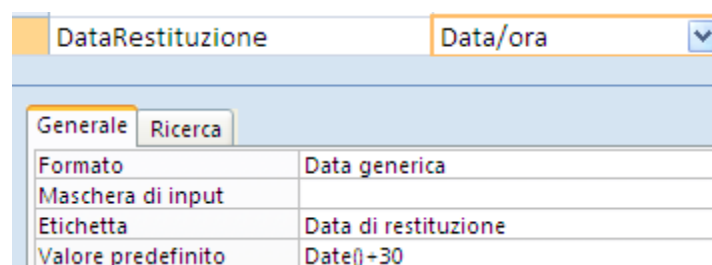 DataRestituzione Data/ora
Generale Ricerca
Formato Data generica
Maschera di input
Etichetta Data di restituzione
Valore predefinito Date()+30